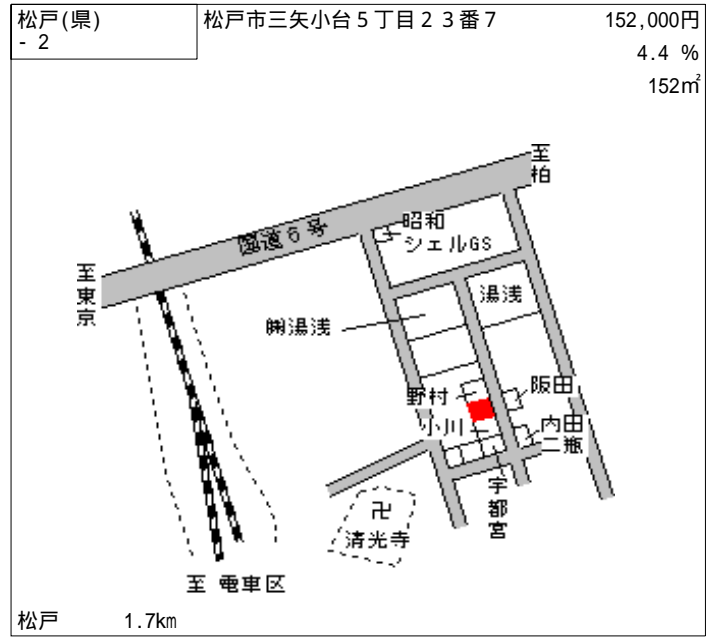 松戸(県)
- 2
松戸市三矢小台５丁目２３番７
152,000円
4.4 %
152㎡
至柏
昭和
シェルGS
国道６号
至東京
湯浅
㈱湯浅
野村
阪田
小川
内田
二瓶
宇都宮
卍
清光寺
至 電車区
松戸 1.7km